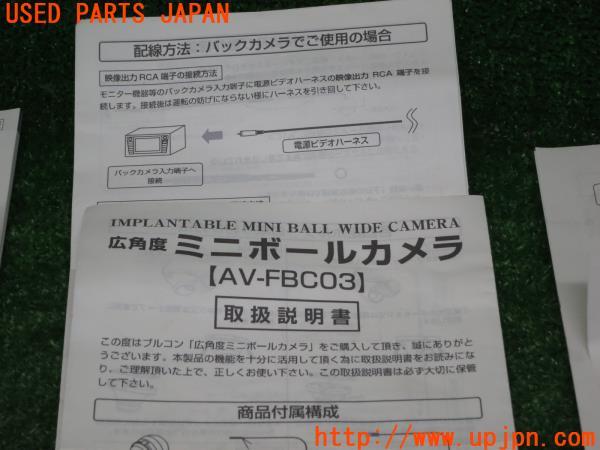 USED PARTS JAPAN
配線方法：バックカメラでご使用の場合
映像出力 RCA 端子の接続方法
モニター機器等のバックカメラ入力端子に電源ビデオハーネスの映像出力 RCA 端子を接
続します。接続後は運転の妨げにならない様にハーネスを引き回して下さい。
電源ビデオハーネス
バックカメラ入力端子へ
接続
IMPLANTABLE MINI BALL WIDE CAMERA
広角度 ミニボールカメラ
【AV-FBC03】
取扱説明書
この度はブルコン「広角度ミニボールカメラ」をご購入して頂き、誠にありがと
うございます。本製品の機能を十分に活用して頂く為に取扱説明書をお読みにな
り、ご理解頂いた上で、正しくお使い下さい。この取扱説明書は必ず大切に保管
して下さい。
商品付属構成
http://www.upjpn.com